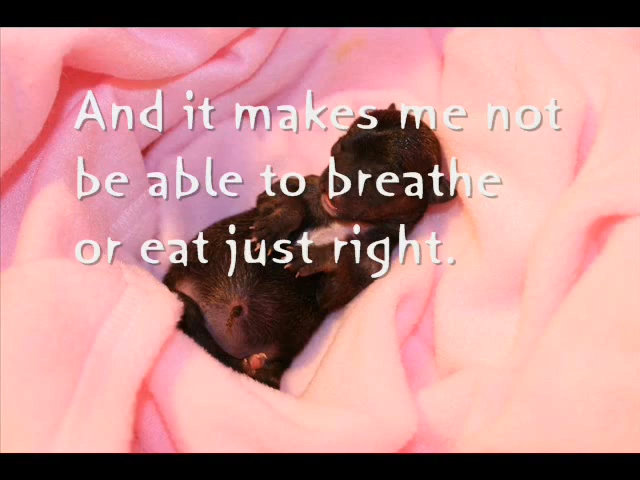 And it makes me not
be able to breathe
or eat just right.